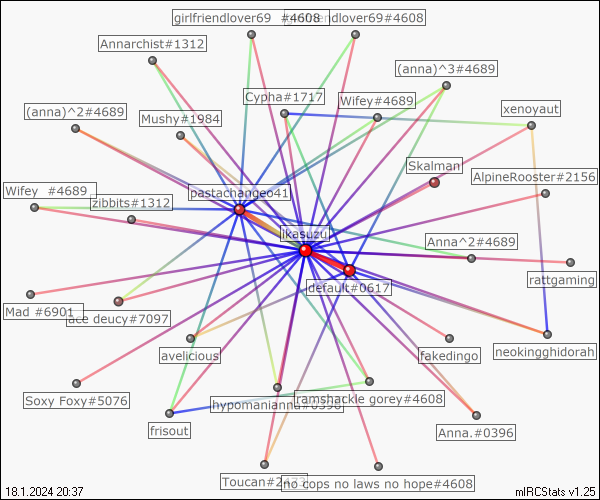 girlfriendlover69  #4608
girlfriendlover69#4608
Annarchist#1312
(anna)^3#4689
Cypha#1717
Wifey#4689
(anna)^2#4689
Mushy#1984
xenoyaut
Skalman
AlpineRooster#2156
pastachangeo41
Wifey  #4689
zibbits#1312
ikasuzu
Anna^2#4689
rattgaming
default#0617
Mad #6901
ace deucy#7097
avelicious
fakedingo
neokingghidorah
Soxy Foxy#5076
hypomanianna#0396
ramshackle gorey#4608
frisout
Anna.#0396
no cops no laws no hope#4608
18.1.2024 20:37
mIRCStats v1.25